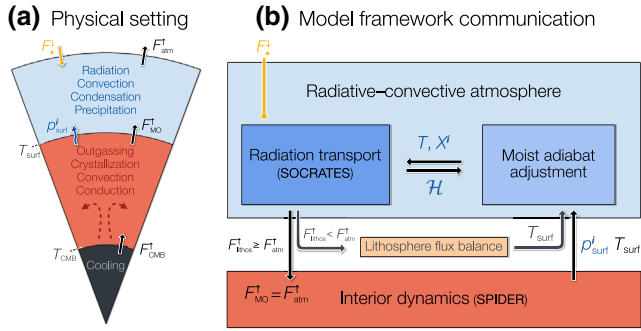 (a) Physical setting
F⋆↓
F↑atm
Radiation
Convection
Condensation
Precipitation
pⁱsurf
F↑MO
Tsurf
Outgassing
Crystallization
Convection
Conduction
TCMB
F↑CMB
Cooling
(b) Model framework communication
F⋆↓
Radiative–convective atmosphere
Radiation transport
(SOCRATES)
T, Xⁱ
ℋ
Moist adiabat
adjustment
F↑lithos ≥ F↑atm
F↑lithos < F↑atm
Lithosphere flux balance
Tsurf
pⁱsurf Tsurf
F↑MO = F↑atm
Interior dynamics (SPIDER)